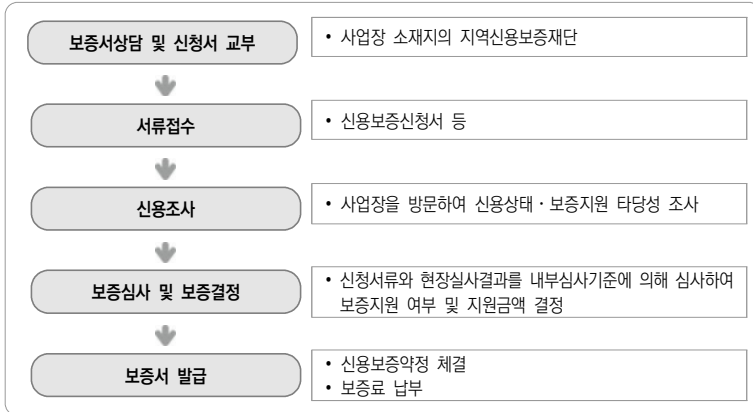 보증서상담 및 신청서 교부
• 사업장 소재지의 지역신용보증재단
서류접수
• 신용보증신청서 등
신용조사
• 사업장을 방문하여 신용상태 · 보증지원 타당성 조사
보증심사 및 보증결정
• 신청서류와 현장실사결과를 내부심사기준에 의해 심사하여
보증지원 여부 및 지원금액 결정
보증서 발급
• 신용보증약정 체결
• 보증료 납부